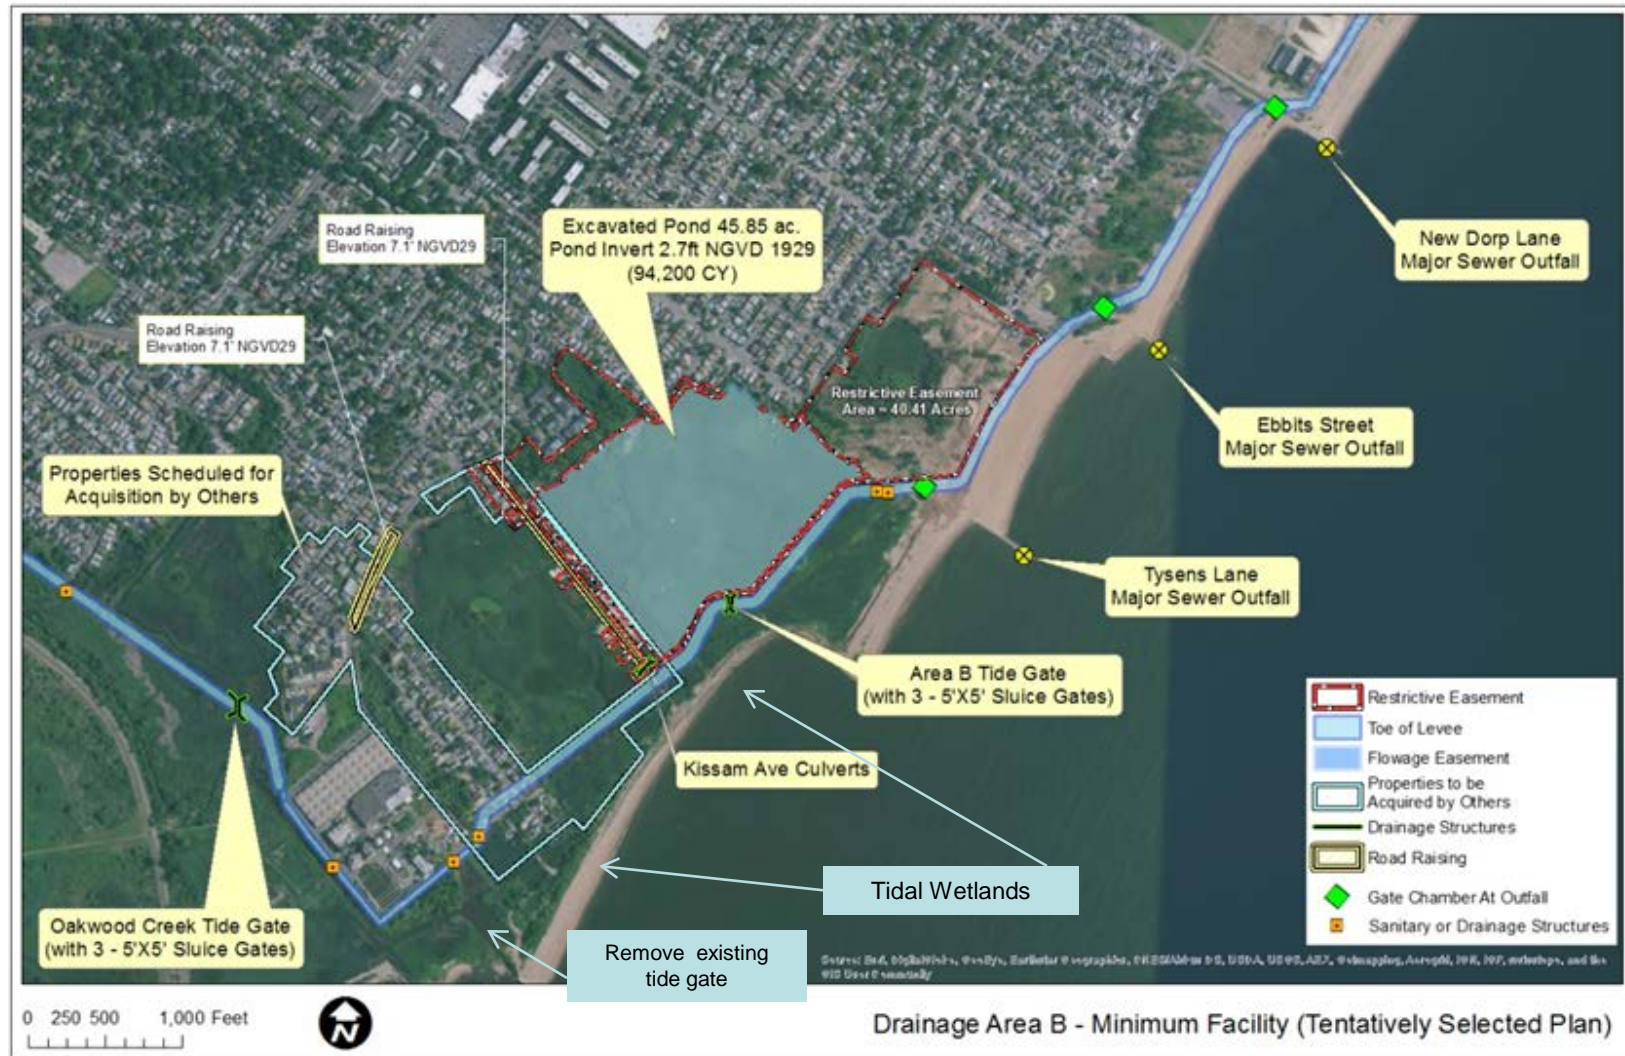 Road Raising
Elevation 7.1' NGVD29
Excavated Pond 45.85 ac.
Pond Invert 2.7ft NGVD 1929
(94,200 CY)
New Dorp Lane
Major Sewer Outfall
Road Raising
Elevation 7.1' NGVD29
Restrictive Easement
Area = 40.41 Acres
Ebbits Street
Major Sewer Outfall
Properties Scheduled for
Acquisition by Others
Tysens Lane
Major Sewer Outfall
Area B Tide Gate
(with 3 - 5'X5' Sluice Gates)
Kissam Ave Culverts
Restrictive Easement
Toe of Levee
Flowage Easement
Properties to be
Acquired by Others
Drainage Structures
Road Raising
Gate Chamber At Outfall
Sanitary or Drainage Structures
Tidal Wetlands
Oakwood Creek Tide Gate
(with 3 - 5'X5' Sluice Gates)
Remove existing
tide gate
and the
0 250 500 1,000 Feet
N
Drainage Area B - Minimum Facility (Tentatively Selected Plan)